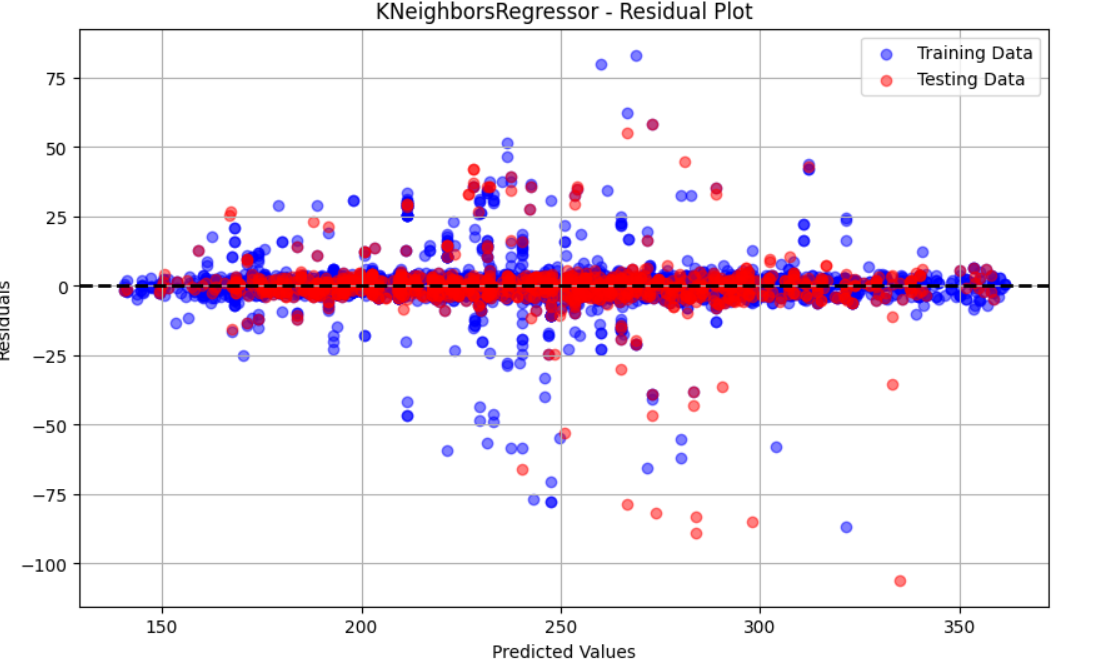 KNeighborsRegressor - Residual Plot
Training Data
Testing Data
75
50
25
0
−25
−50
−75
−100
Residuals
150
200
250
300
350
Predicted Values